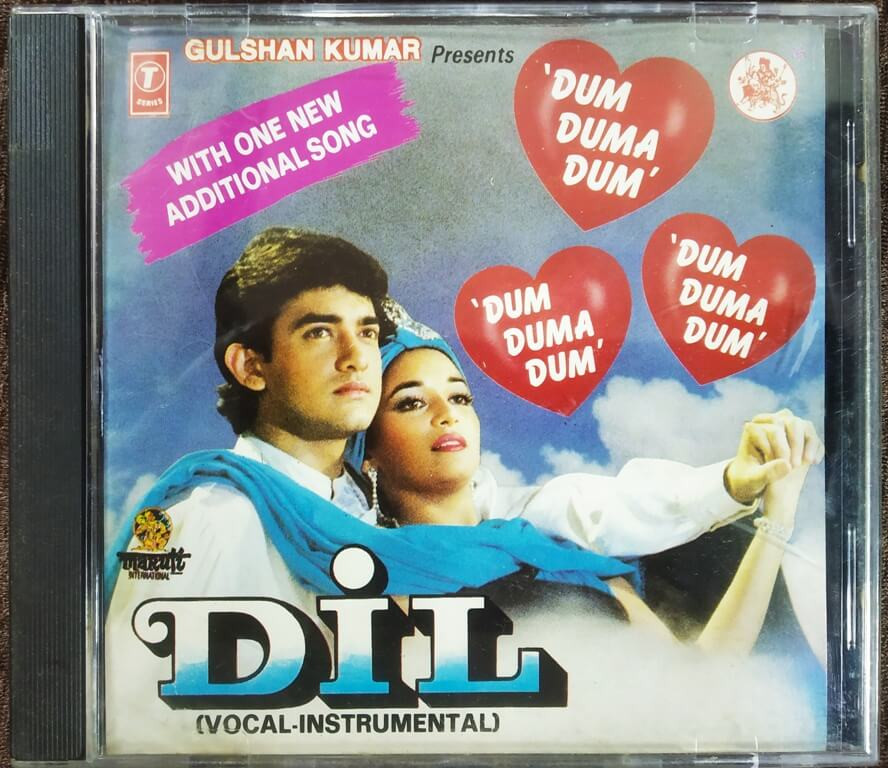 GULSHAN KUMAR Presents
T
SERIES
WITH ONE NEW
ADDITIONAL SONG
'DUM
DUMA
DUM'
'DUM
DUMA
DUM'
'DUM
DUMA
DUM'
maruti
INTERNATIONAL
DiL
(VOCAL-INSTRUMENTAL)